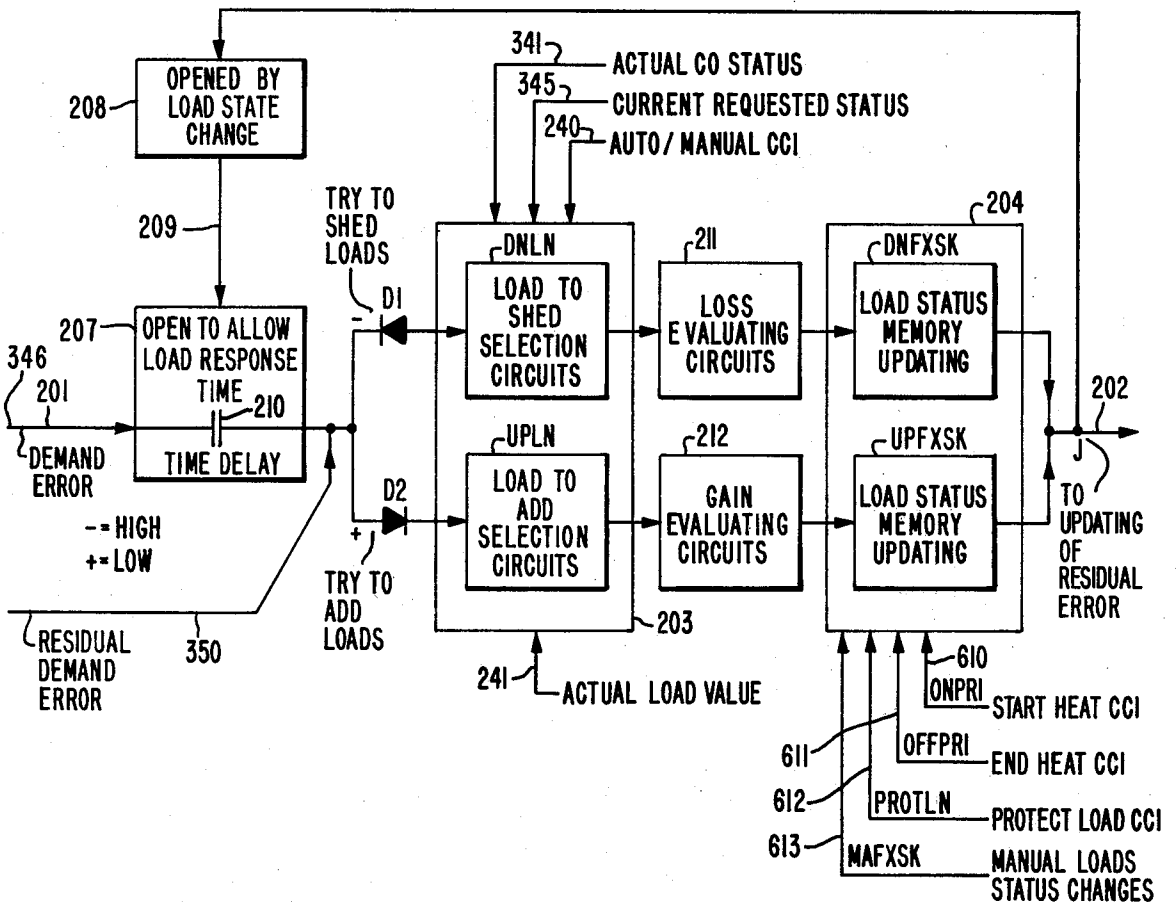 341
ACTUAL CO STATUS
345
CURRENT REQUESTED STATUS
240
AUTO / MANUAL CCI
208
OPENED BY
LOAD STATE
CHANGE
209
TRY TO
SHED
LOADS
- D1
207
OPEN TO ALLOW
LOAD RESPONSE
TIME
210
TIME DELAY
346
201
DEMAND
ERROR
- = HIGH
+ = LOW
D2
+
TRY TO
ADD
LOADS
RESIDUAL
DEMAND
ERROR
350
DNLN
LOAD TO
SHED
SELECTION
CIRCUITS
UPLN
LOAD TO
ADD
SELECTION
CIRCUITS
203
241
ACTUAL LOAD VALUE
211
LOSS
EVALUATING
CIRCUITS
212
GAIN
EVALUATING
CIRCUITS
204
DNFXSK
LOAD STATUS
MEMORY
UPDATING
UPFXSK
LOAD STATUS
MEMORY
UPDATING
202
J
TO
UPDATING
OF
RESIDUAL
ERROR
610
ONPRI
START HEAT CCI
611
OFFPRI
END HEAT CCI
612
PROTLN
PROTECT LOAD CCI
613
MAFXSK
MANUAL LOADS
STATUS CHANGES